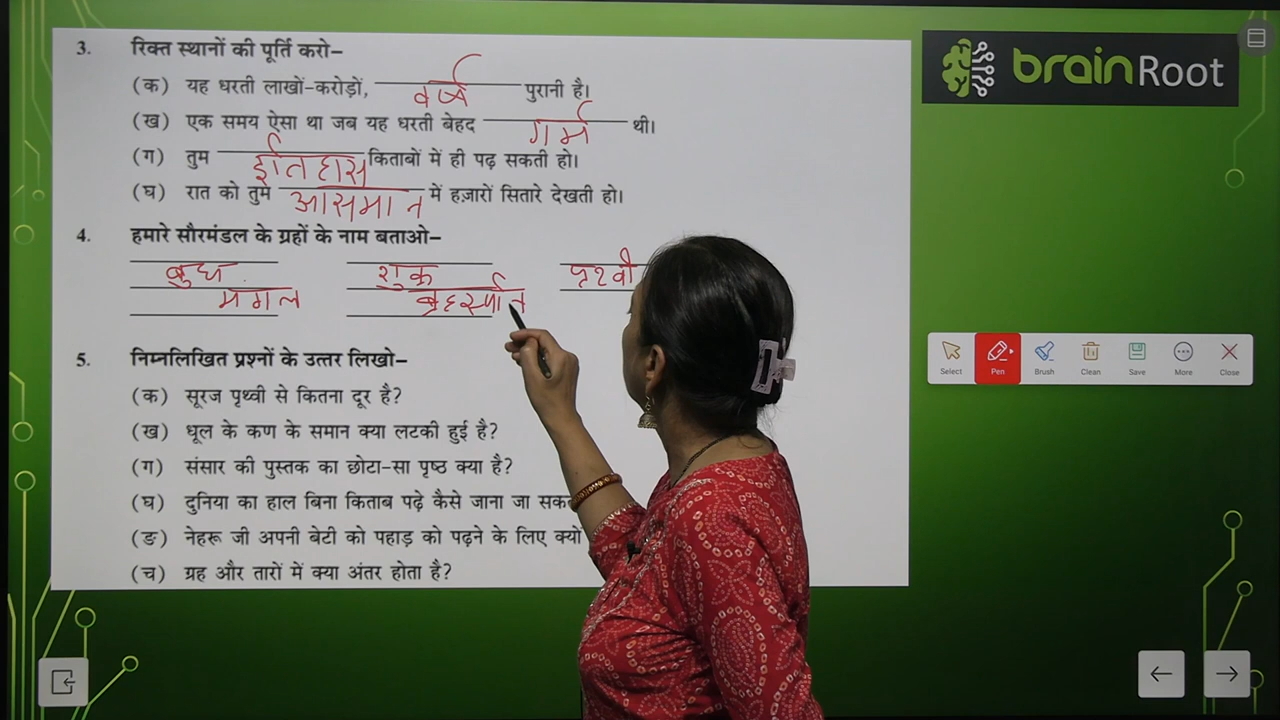 3. रिक्त स्थानों की पूर्ति करो–
(क) यह धरती लाखों-करोड़ों, वर्ष पुरानी है।
(ख) एक समय ऐसा था जब यह धरती बेहद गर्म थी।
(ग) तुम इतिहास किताबों में ही पढ़ सकती हो।
(घ) रात को तुम आसमान में हज़ारों सितारे देखती हो।
4. हमारे सौरमंडल के ग्रहों के नाम बताओ–
बुध शुक्र पृथ्वी
मंगल बृहस्पति
5. निम्नलिखित प्रश्नों के उत्तर लिखो–
(क) सूरज पृथ्वी से कितना दूर है?
(ख) धूल के कण के समान क्या लटकी हुई है?
(ग) संसार की पुस्तक का छोटा-सा पृष्ठ क्या है?
(घ) दुनिया का हाल बिना किताब पढ़े कैसे जाना जा सक
(ङ) नेहरू जी अपनी बेटी को पहाड़ को पढ़ने के लिए क्यों
(च) ग्रह और तारों में क्या अंतर होता है?
brainRoot
Select Pen Brush Clean Save More Close